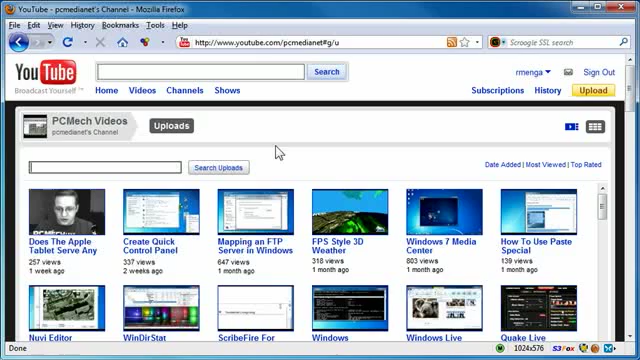 YouTube - pcmedianet's Channel - Mozilla Firefox
File Edit View History Bookmarks Tools Help
http://www.youtube.com/pcmedianet#g/u
Scroogle SSL search
YouTube
Broadcast Yourself™
Search
rmenga
Sign Out
Home Videos Channels Shows
Subscriptions History Upload
PCMech Videos
pcmedianet's Channel
Uploads
Search Uploads
Date Added | Most Viewed | Top Rated
Does The Apple Tablet Serve Any
257 views
1 week ago
Create Quick Control Panel
337 views
2 weeks ago
Mapping an FTP Server in Windows
647 views
1 month ago
FPS Style 3D Weather
318 views
1 month ago
Windows 7 Media Center
803 views
1 month ago
How To Use Paste Special
139 views
1 month ago
Nuvi Editor
WinDirStat
ScribeFire For
Windows
Windows Live
Quake Live
Done
1024x576
S3Fox